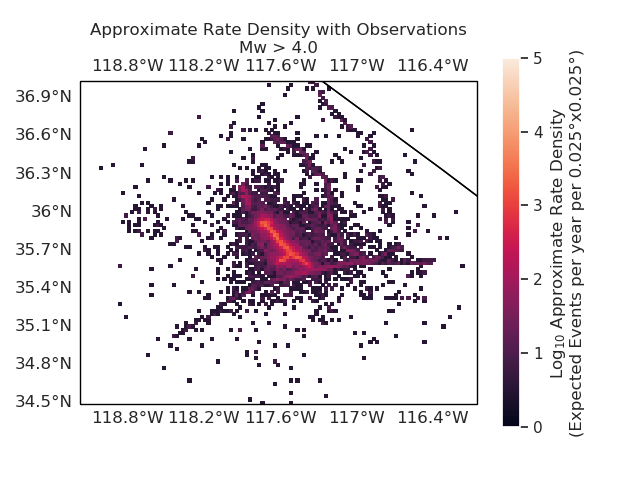 Approximate Rate Density with Observations
Mw > 4.0
118.8°W 118.2°W 117.6°W 117°W 116.4°W
36.9°N
36.6°N
36.3°N
36°N
35.7°N
35.4°N
35.1°N
34.8°N
34.5°N
118.8°W 118.2°W 117.6°W 117°W 116.4°W
5
4
3
2
1
0
Log₁₀ Approximate Rate Density
(Expected Events per year per 0.025°x0.025°)